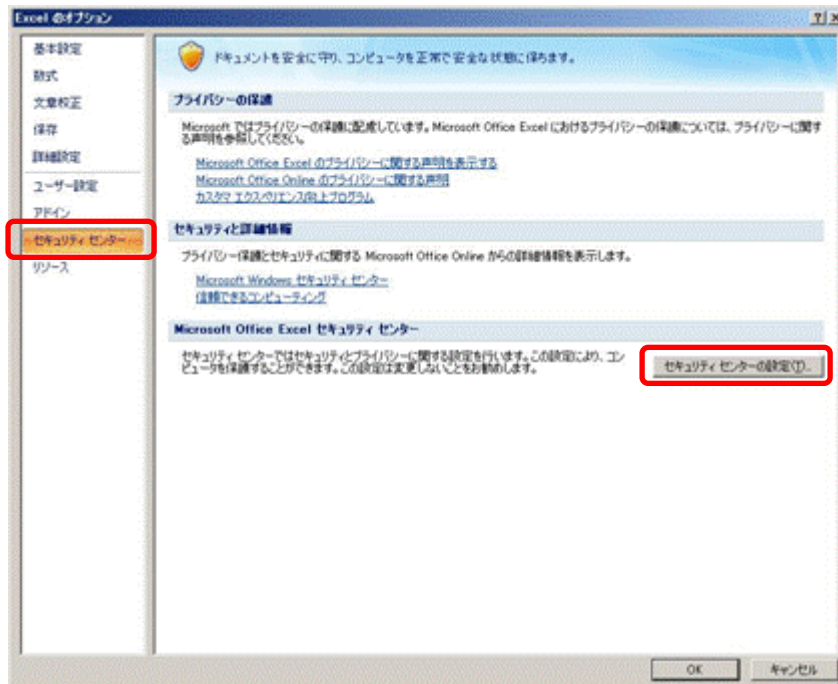 Excel のオプション
基本設定
数式
文章校正
保存
詳細設定
ユーザー設定
アドイン
セキュリティ センター
リソース
ドキュメントを安全に守り、コンピュータを正常で安全な状態に保ちます。
プライバシーの保護
Microsoft ではプライバシーの保護に配慮しています。Microsoft Office Excel におけるプライバシーの保護については、プライバシーに関す
る声明を参照してください。
Microsoft Office Excel のプライバシーに関する声明を表示する
Microsoft Office Online のプライバシーに関する声明
カスタマ エクスペリエンス向上プログラム
セキュリティと詳細情報
プライバシー保護とセキュリティに関する Microsoft Office Online からの詳細情報を表示します。
Microsoft Windows セキュリティ センター
信頼できるコンピューティング
Microsoft Office Excel セキュリティ センター
セキュリティ センターではセキュリティとプライバシーに関する設定を行います。この設定により、コン
ピュータを保護することができます。この設定は変更しないことをお勧めします。
セキュリティ センターの設定(T)...
OK
キャンセル